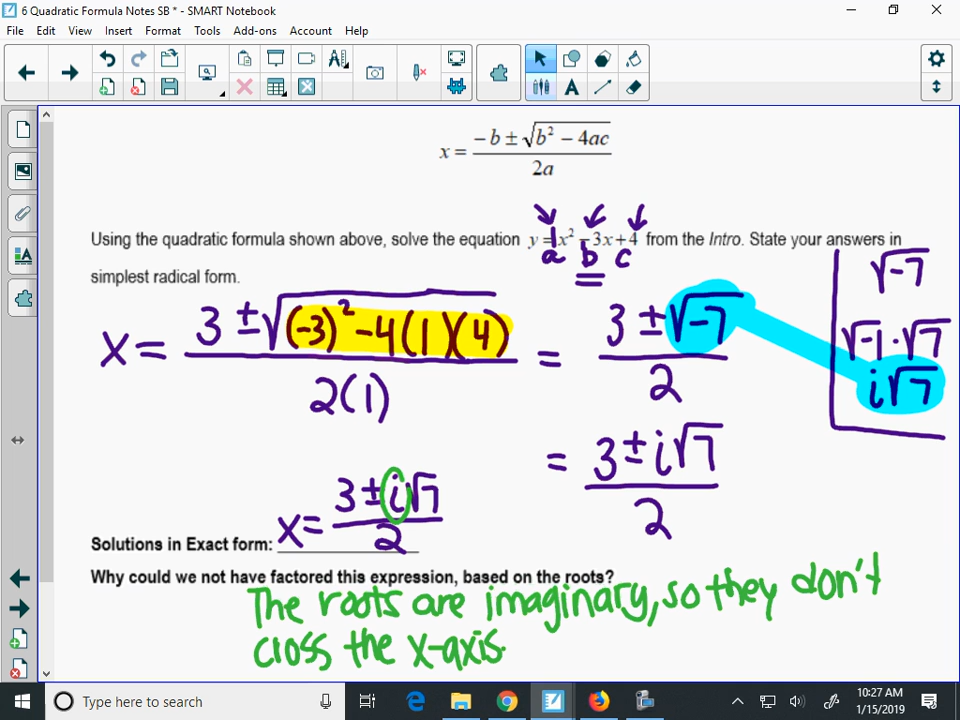 6 Quadratic Formula Notes SB * - SMART Notebook
File Edit View Insert Format Tools Add-ons Account Help
x = (-b ± √(b² - 4ac)) / 2a
Using the quadratic formula shown above, solve the equation y = 1x² - 3x + 4 from the Intro. State your answers in
a b c
simplest radical form.
x = (3 ± √((-3)² - 4(1)(4))) / 2(1) = (3 ± √-7) / 2
√-7
√-1 · √7
i√7
= (3 ± i√7) / 2
Solutions in Exact form: x = (3 ± i√7) / 2
Why could we not have factored this expression, based on the roots?
The roots are imaginary, so they don't
cross the x-axis.
Type here to search
10:27 AM
1/15/2019